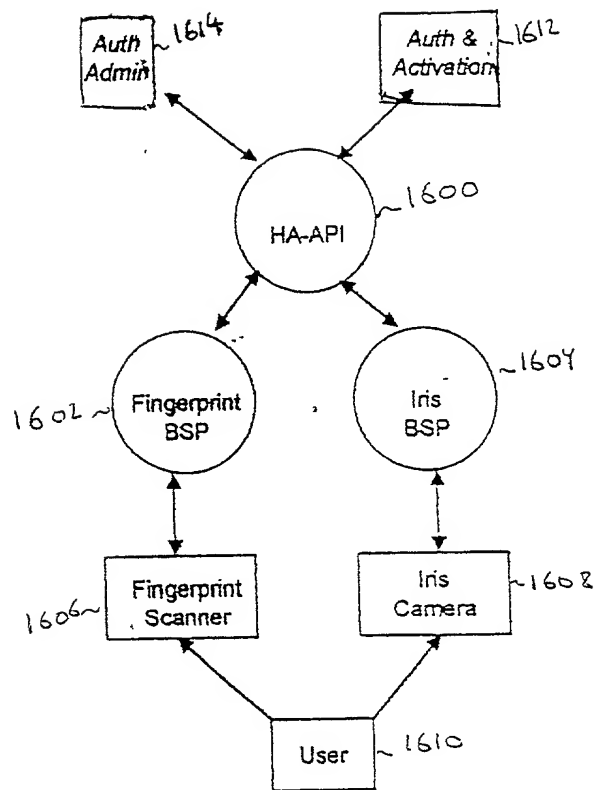 Auth
Admin
1614
Auth &
Activation
1612
HA-API
1600
Fingerprint
BSP
1602
Iris
BSP
1604
Fingerprint
Scanner
1606
Iris
Camera
1608
User
1610